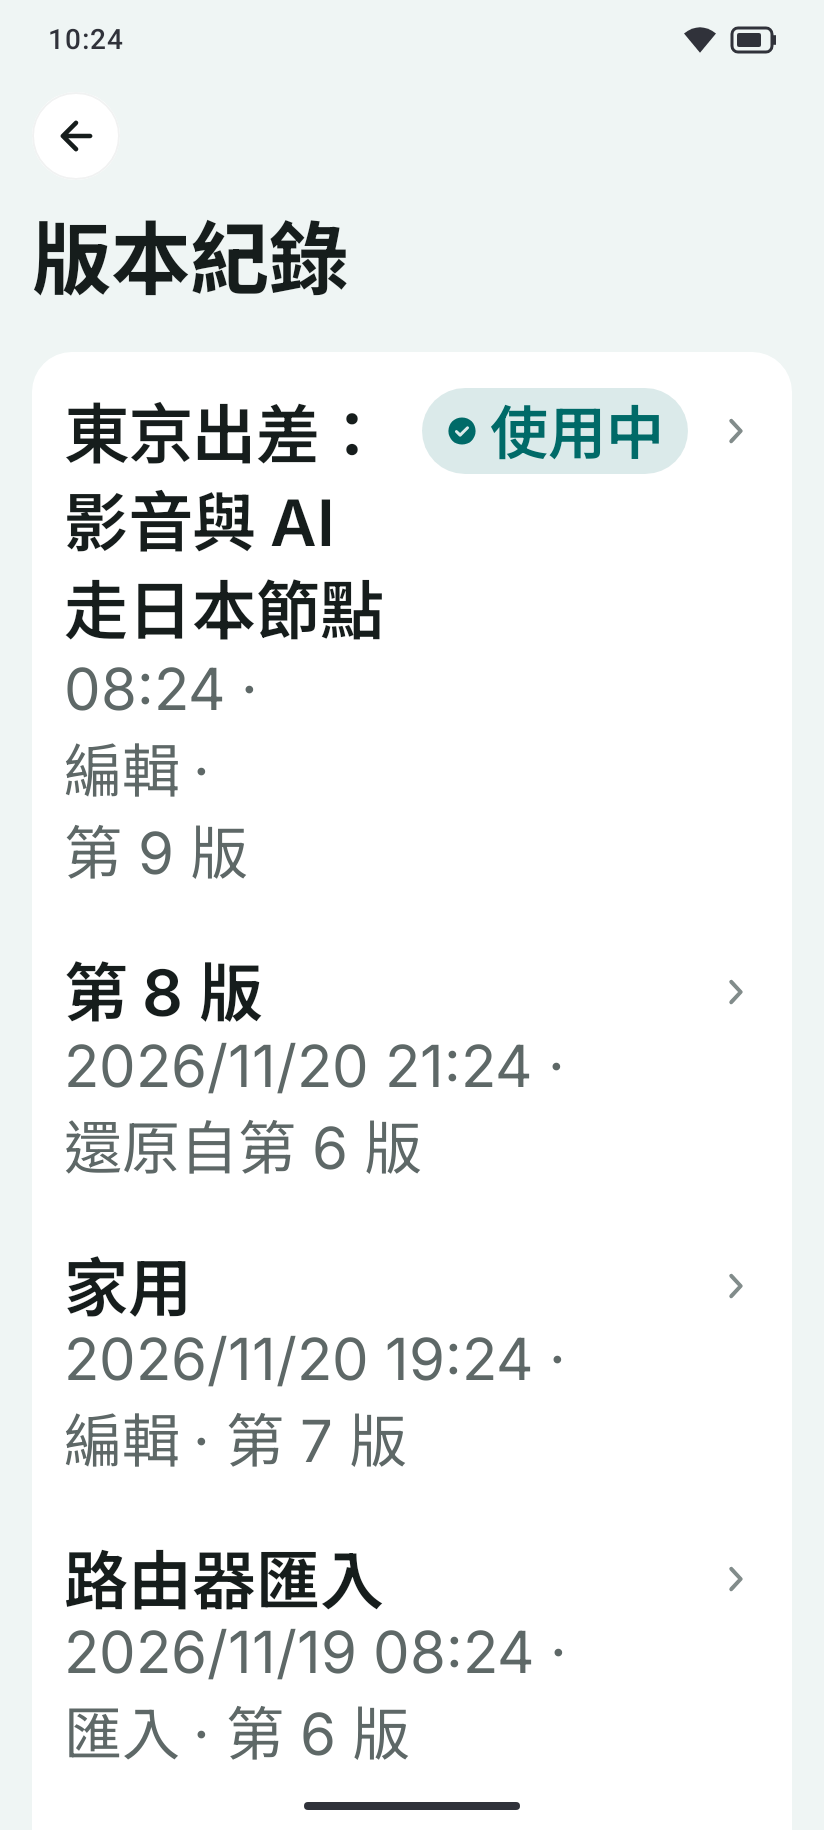 10:24
版本紀錄
東京出差：
影音與 AI
走日本節點
使用中
08:24 ·
編輯 ·
第 9 版
第 8 版
2026/11/20 21:24 ·
還原自第 6 版
家用
2026/11/20 19:24 ·
編輯 · 第 7 版
路由器匯入
2026/11/19 08:24 ·
匯入 · 第 6 版